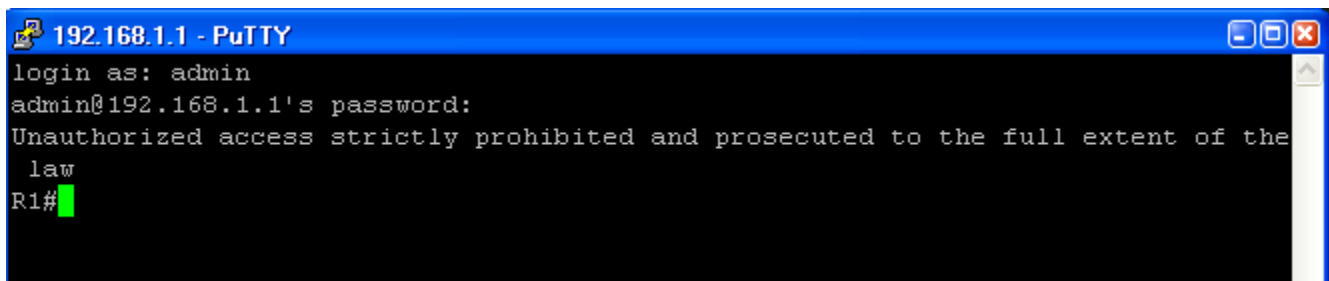 192.168.1.1 - PuTTY
login as: admin
admin@192.168.1.1's password:
Unauthorized access strictly prohibited and prosecuted to the full extent of the
law
R1#